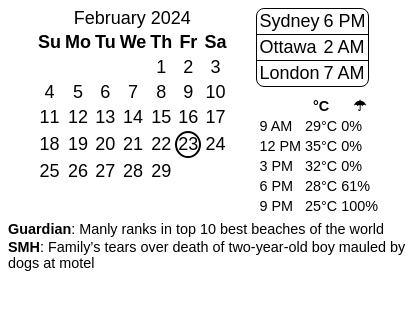 February 2024
Su Mo Tu We Th Fr Sa
1 2 3
4 5 6 7 8 9 10
11 12 13 14 15 16 17
18 19 20 21 22 23 24
25 26 27 28 29
Sydney 6 PM
Ottawa 2 AM
London 7 AM
°C ☂
9 AM 29°C 0%
12 PM 35°C 0%
3 PM 32°C 0%
6 PM 28°C 61%
9 PM 25°C 100%
Guardian: Manly ranks in top 10 best beaches of the world
SMH: Family's tears over death of two-year-old boy mauled by
dogs at motel